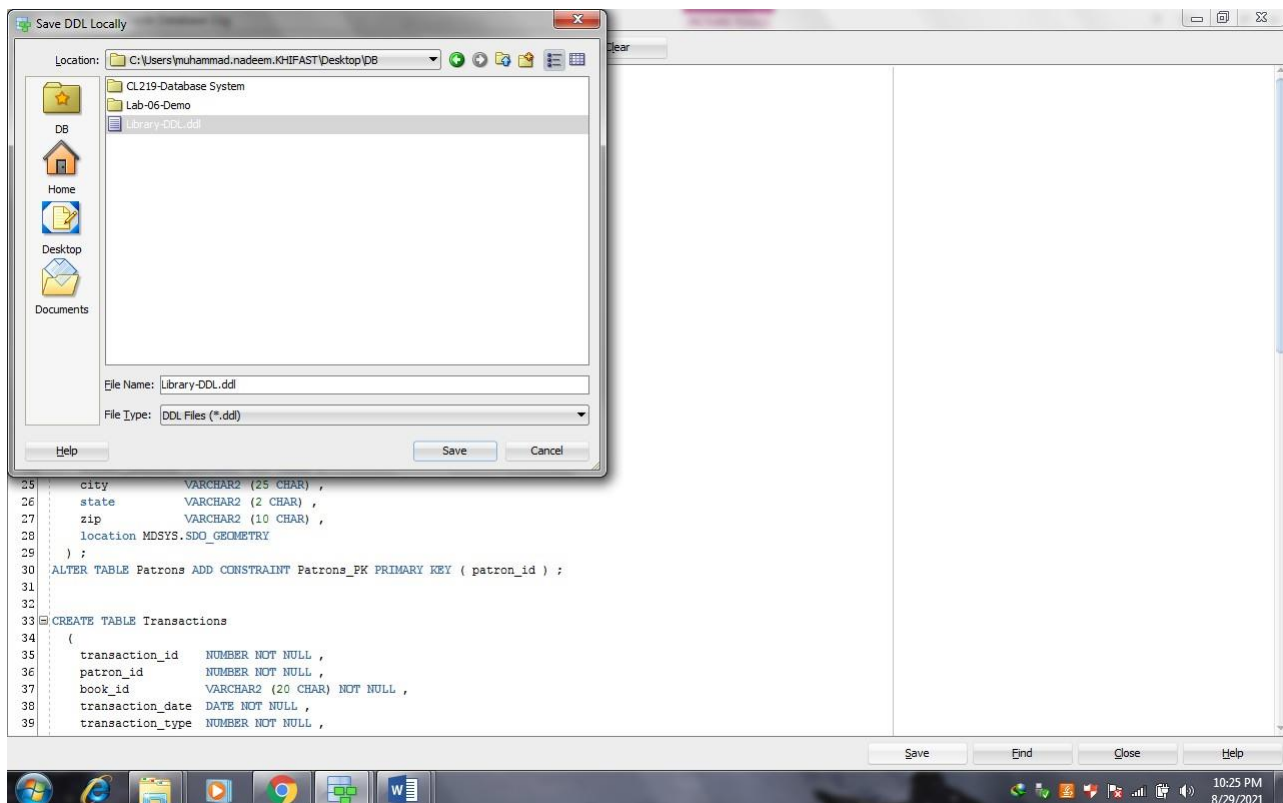 Save DDL Locally
Location: C:\Users\muhammad.nadeem.KHIFAST\Desktop\DB
Clear
CL219-Database System
Lab-06-Demo
Library-DDL.ddl
DB
Home
Desktop
Documents
File Name: Library-DDL.ddl
File Type: DDL Files (*.ddl)
Help Save Cancel
25 city VARCHAR2 (25 CHAR) ,
26 state VARCHAR2 (2 CHAR) ,
27 zip VARCHAR2 (10 CHAR) ,
28 location MDSYS.SDO_GEOMETRY
29 ) ;
30 ALTER TABLE Patrons ADD CONSTRAINT Patrons_PK PRIMARY KEY ( patron_id ) ;
31
32
33 CREATE TABLE Transactions
34 (
35 transaction_id NUMBER NOT NULL ,
36 patron_id NUMBER NOT NULL ,
37 book_id VARCHAR2 (20 CHAR) NOT NULL ,
38 transaction_date DATE NOT NULL ,
39 transaction_type NUMBER NOT NULL ,
Save Find Close Help
10:25 PM
8/29/2021